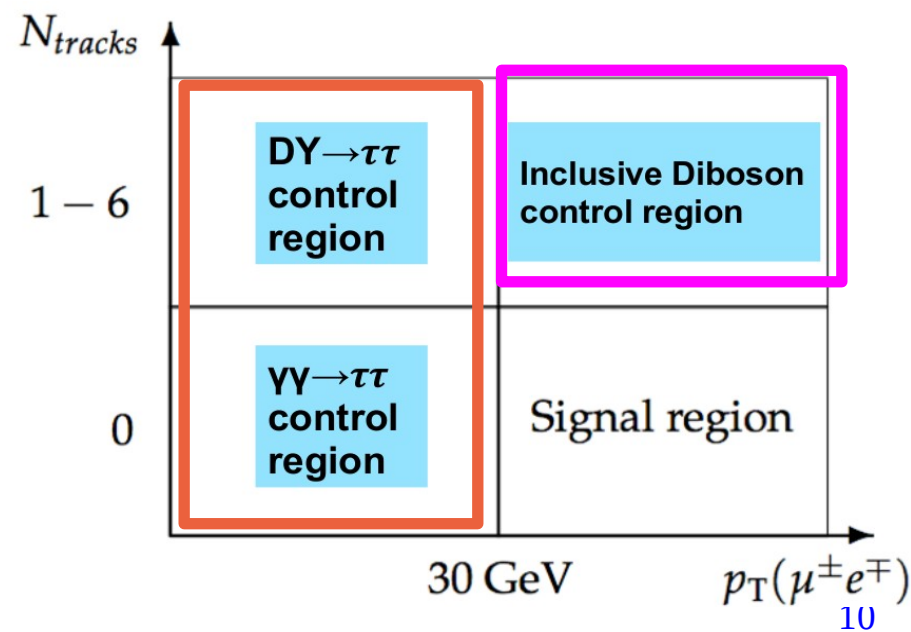 N_tracks
DY→ττ
control
region
Inclusive Diboson
control region
1 − 6
γγ→ττ
control
region
Signal region
0
30 GeV
p_T(μ^±e^∓)
10